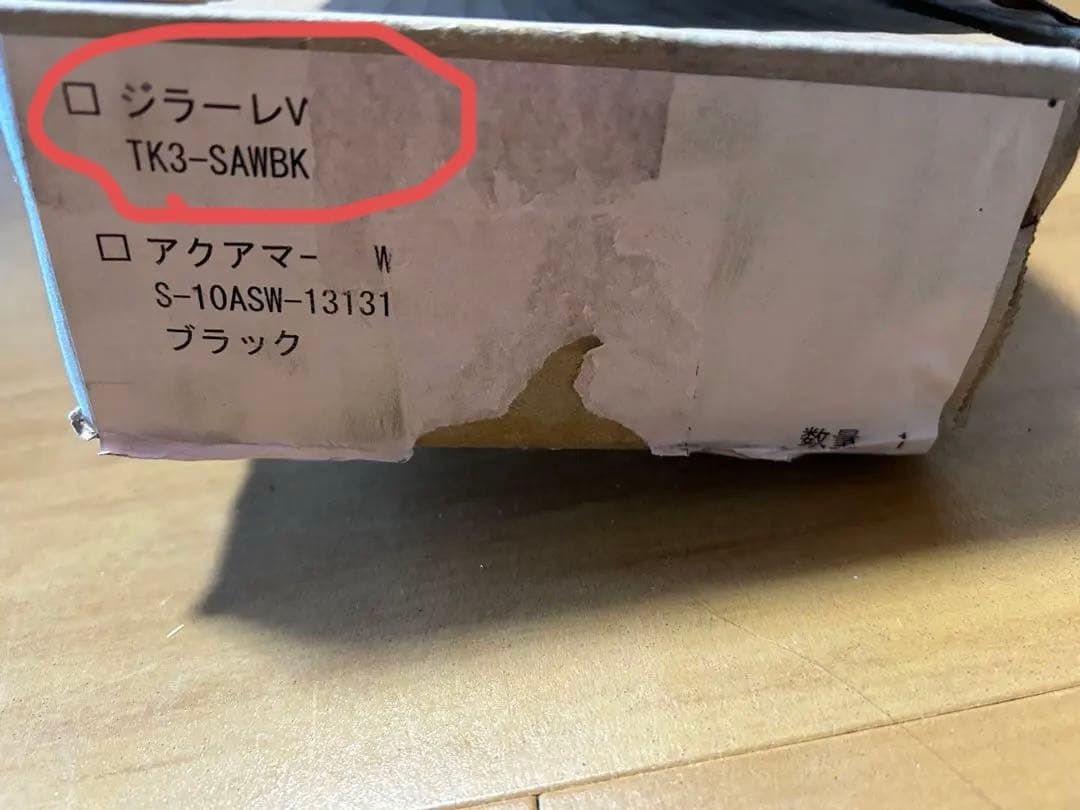 □ ジラーレV
TK3-SAWBK
□ アクアマー W
S-10ASW-13131
ブラック
数量